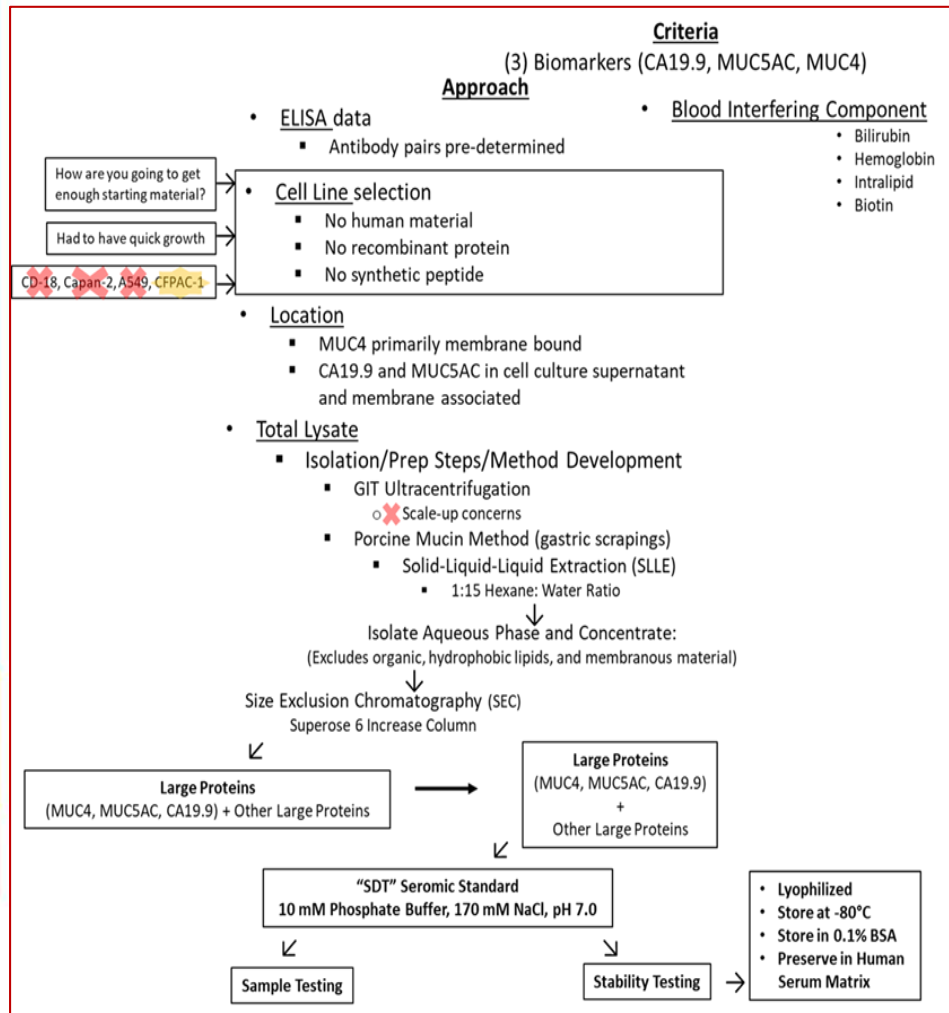 Criteria
(3) Biomarkers (CA19.9, MUC5AC, MUC4)
Approach
• ELISA data
▪ Antibody pairs pre-determined
• Blood Interfering Component
• Bilirubin
• Hemoglobin
• Intralipid
• Biotin
How are you going to get
enough starting material?
Had to have quick growth
CD-18, Capan-2, A549, CFPAC-1
• Cell Line selection
▪ No human material
▪ No recombinant protein
▪ No synthetic peptide
• Location
▪ MUC4 primarily membrane bound
▪ CA19.9 and MUC5AC in cell culture supernatant
and membrane associated
• Total Lysate
▪ Isolation/Prep Steps/Method Development
▪ GIT Ultracentrifugation
○ Scale-up concerns
▪ Porcine Mucin Method (gastric scrapings)
▪ Solid-Liquid-Liquid Extraction (SLLE)
▪ 1:15 Hexane: Water Ratio
Isolate Aqueous Phase and Concentrate:
(Excludes organic, hydrophobic lipids, and membranous material)
Size Exclusion Chromatography (SEC)
Superose 6 Increase Column
Large Proteins
(MUC4, MUC5AC, CA19.9) + Other Large Proteins
Large Proteins
(MUC4, MUC5AC, CA19.9)
+
Other Large Proteins
“SDT” Seromic Standard
10 mM Phosphate Buffer, 170 mM NaCl, pH 7.0
Sample Testing
Stability Testing
• Lyophilized
• Store at -80°C
• Store in 0.1% BSA
• Preserve in Human
Serum Matrix